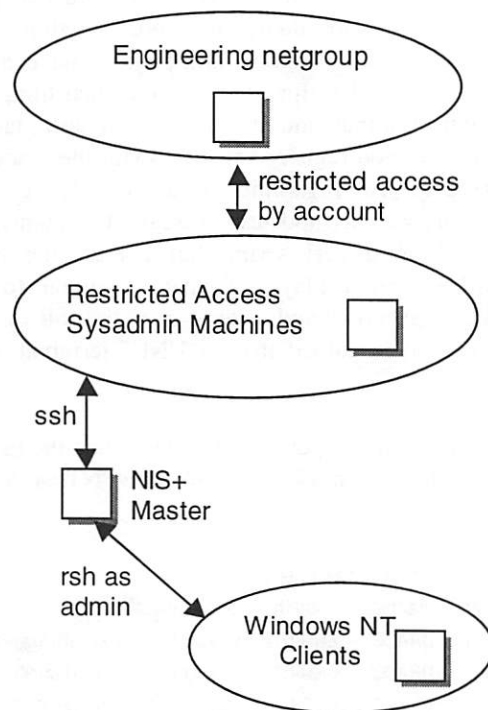 Engineering netgroup
restricted access
by account
Restricted Access
Sysadmin Machines
ssh
NIS+
Master
rsh as
admin
Windows NT
Clients